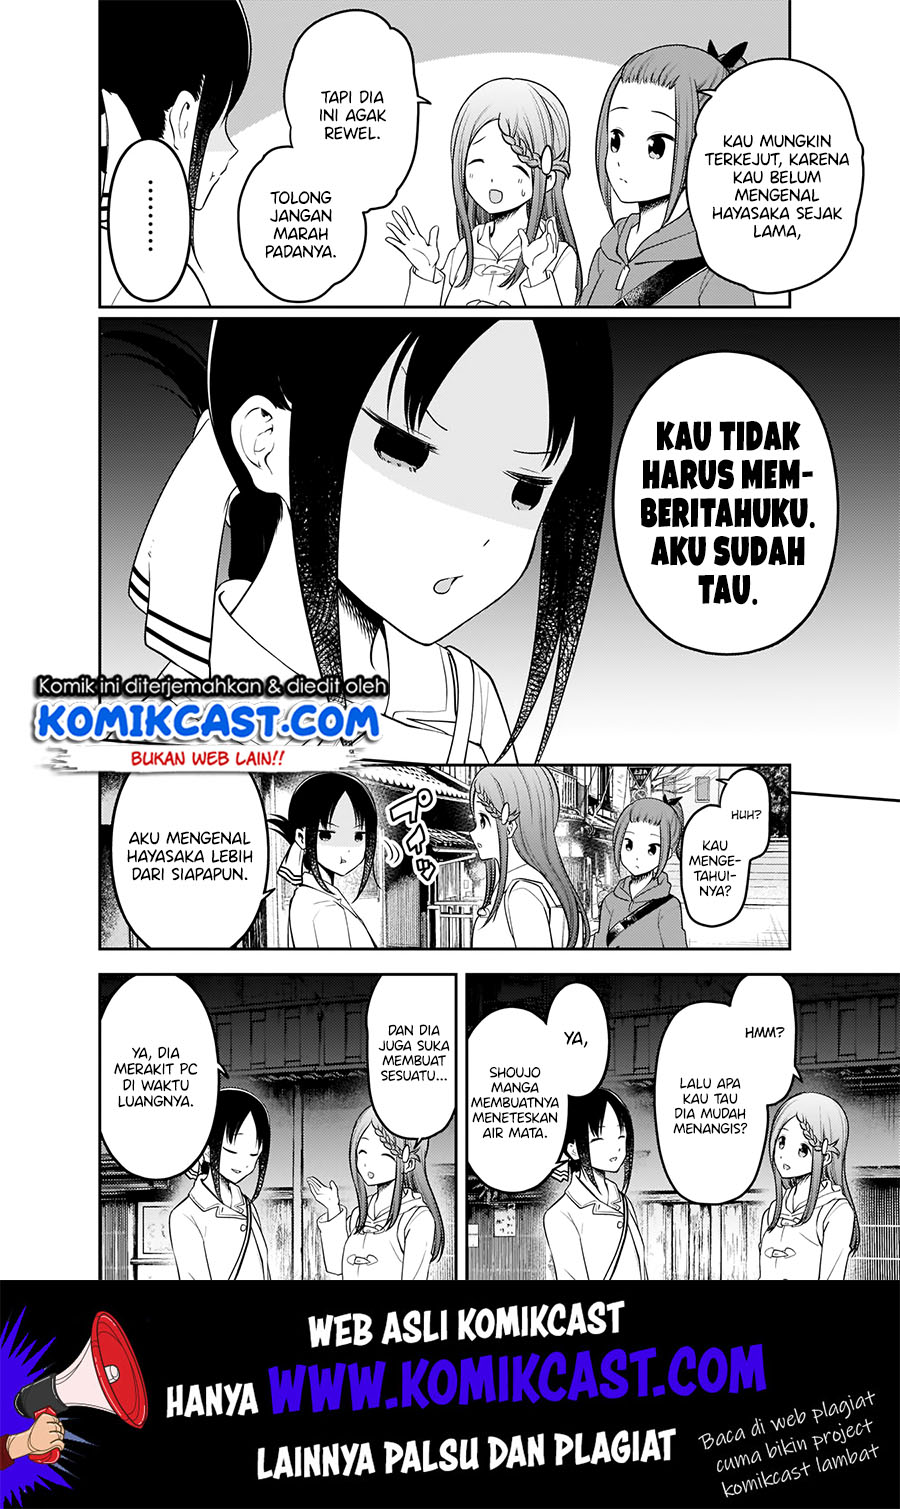 KAU MUNGKIN
TERKEJUT, KARENA
KAU BELUM
MENGENAL
HAYASAKA SEJAK
LAMA,
TAPI DIA
INI AGAK
REWEL.
TOLONG
JANGAN
MARAH
PADANYA.
.........
KAU TIDAK
HARUS MEM-
BERITAHUKU.
AKU SUDAH
TAU.
Komik ini diterjemahkan & diedit oleh
KOMIKCAST.COM
BUKAN WEB LAIN!!
HUH?
KAU
MENGE-
TAHUI-
NYA?
プイッ
AKU MENGENAL
HAYASAKA LEBIH
DARI SIAPAPUN.
HMM?
LALU APA
KAU TAU
DIA MUDAH
MENANGIS?
YA,
SHOUJO
MANGA
MEMBUATNYA
MENETESKAN
AIR MATA.
DAN DIA
JUGA SUKA
MEMBUAT
SESUATU...
YA, DIA
MERAKIT PC
DI WAKTU
LUANGNYA.
WEB ASLI KOMIKCAST
HANYA WWW.KOMIKCAST.COM
LAINNYA PALSU DAN PLAGIAT
Baca di web plagiat
cuma bikin project
komikcast lambat